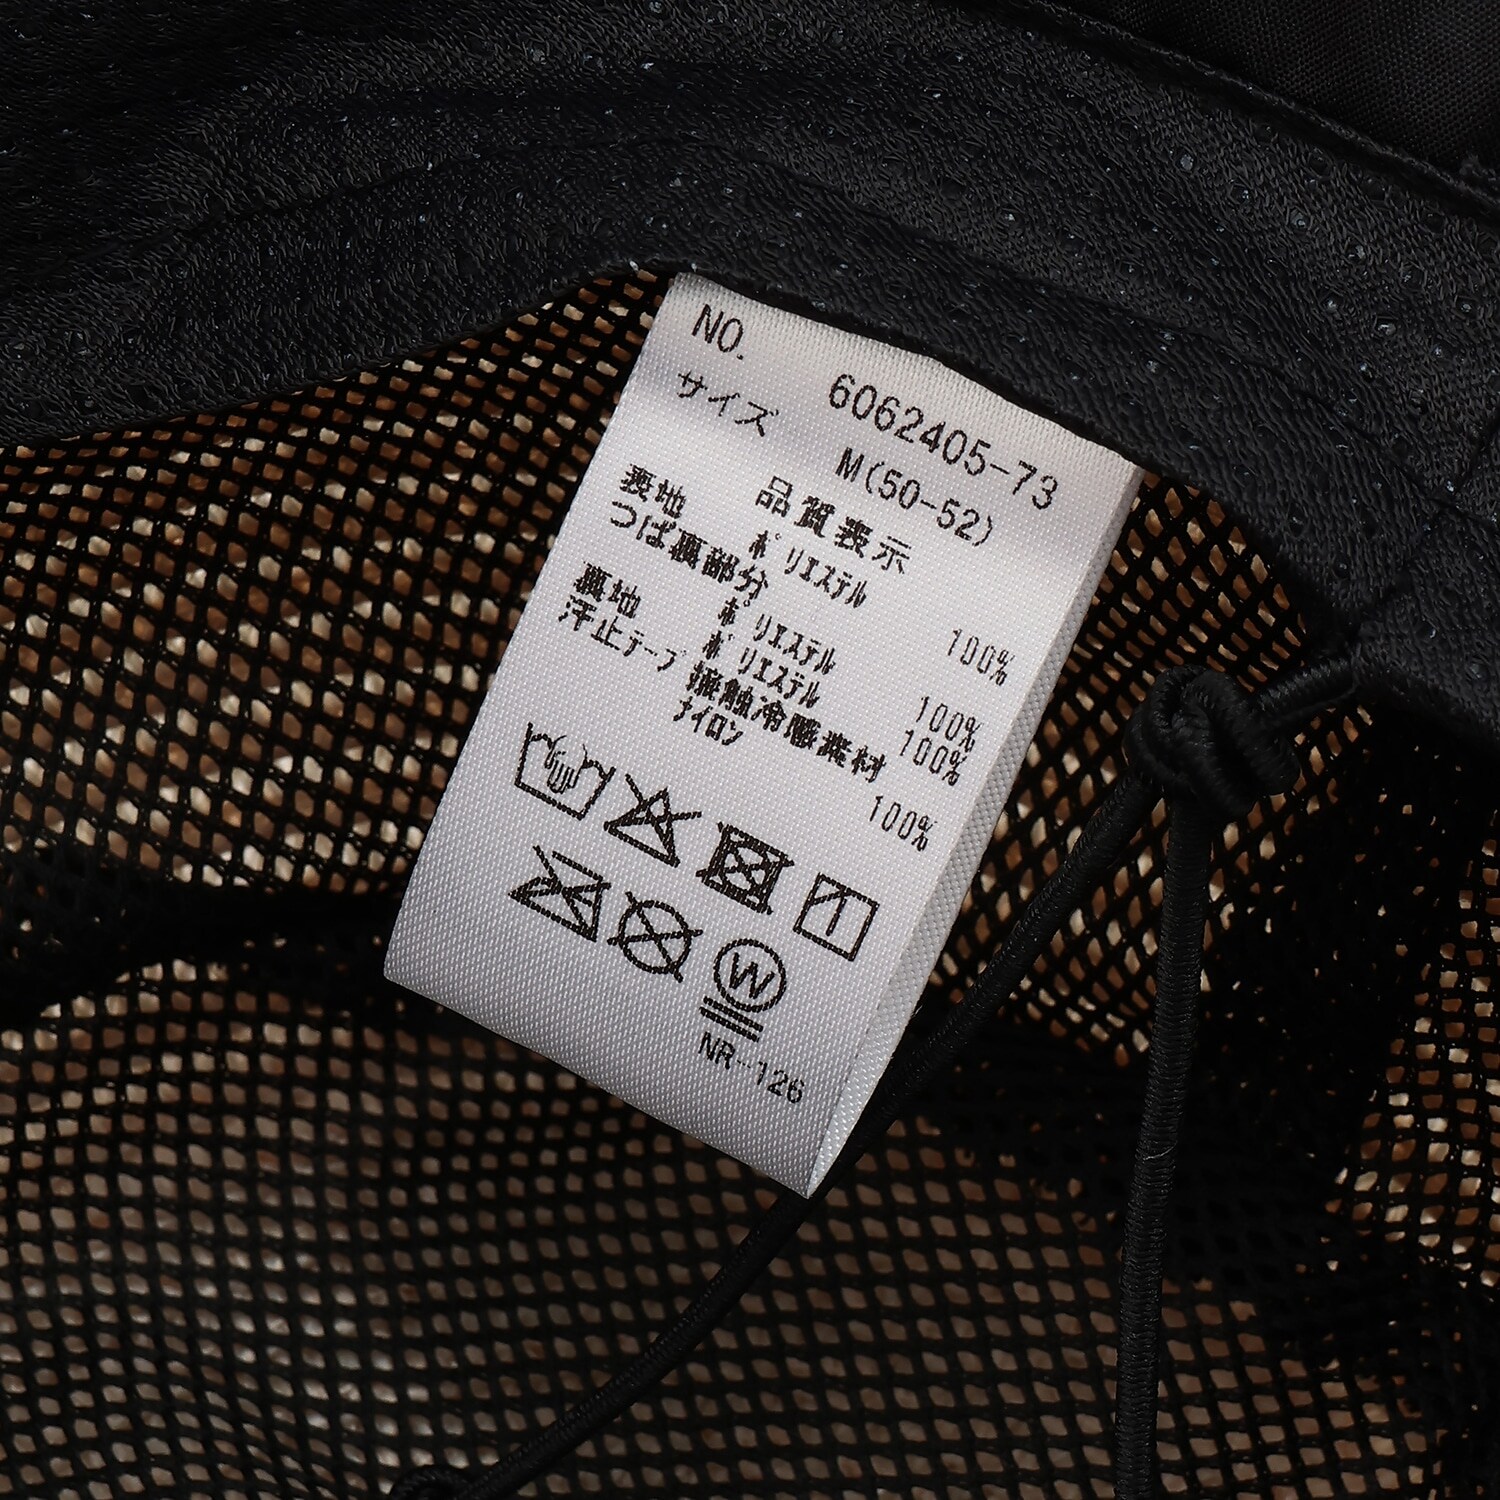 NO. 6062405-73
サイズ M(50-52)
品質表示
表地 ポリエステル 100%
つば裏部分
ポリエステル 100%
裏地 ポリエステル 100%
汗止テープ 接触冷感素材
ナイロン 100%
W
NR-126